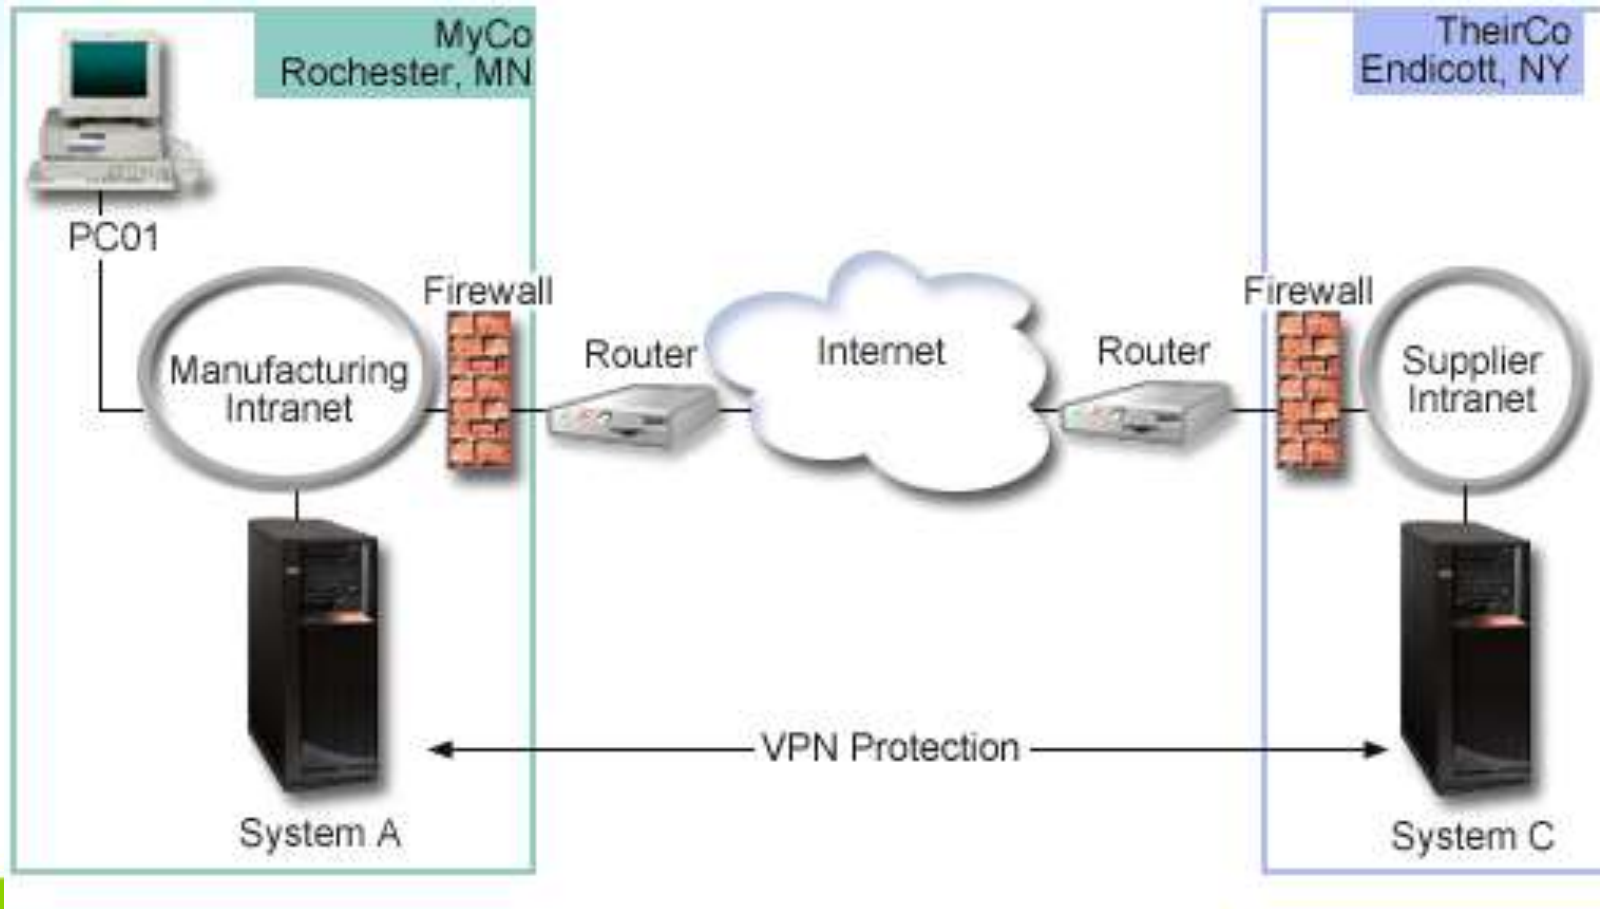 MyCo
Rochester, MN
TheirCo
Endicott, NY
PC01
Firewall
Manufacturing
Intranet
Router
Internet
Router
Firewall
Supplier
Intranet
VPN Protection
System A
System C